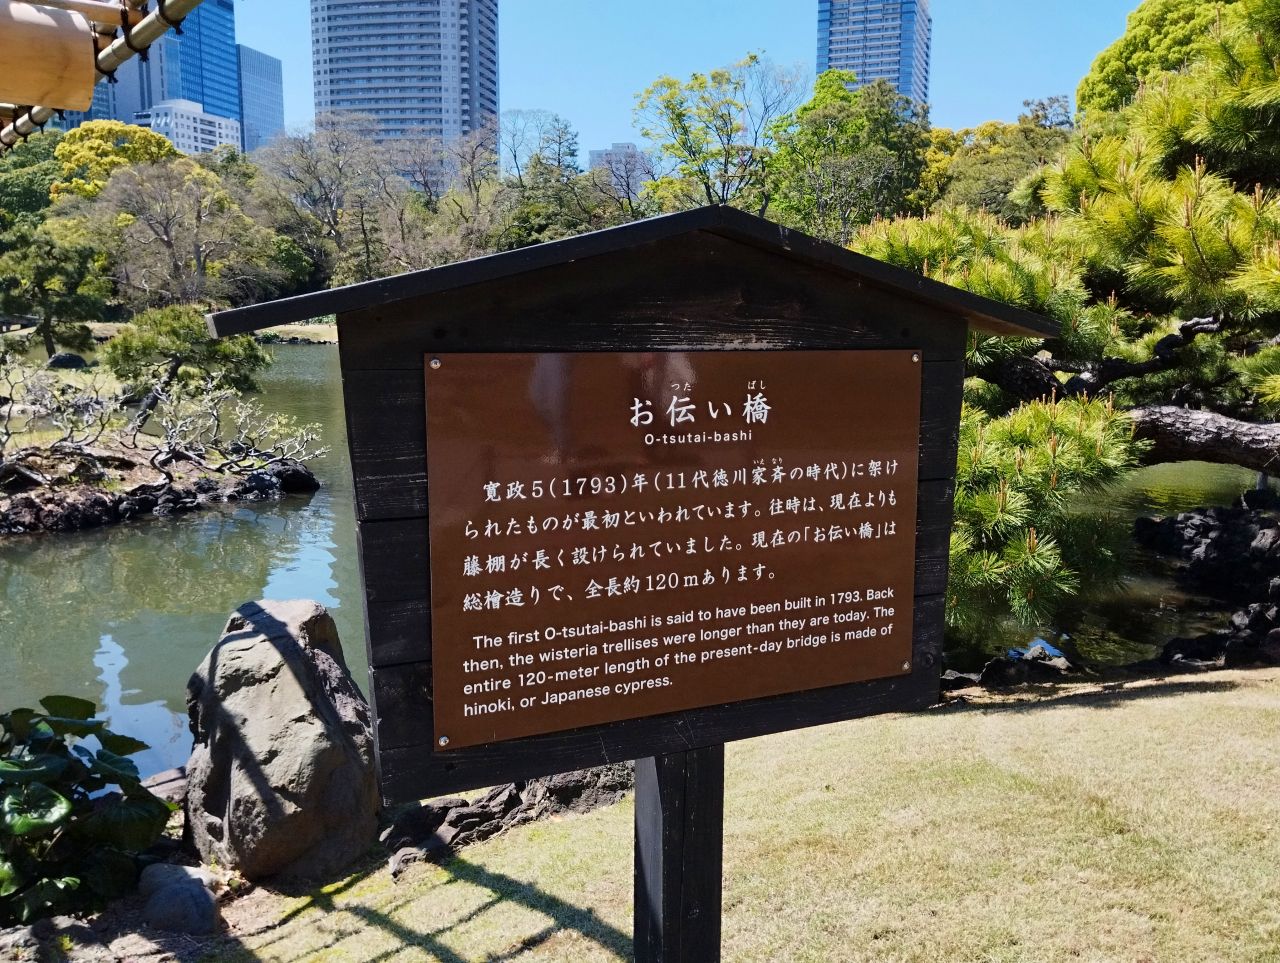 つた ばし
お伝い橋
O-tsutai-bashi
いえ なり
寛政5(1793)年(11代徳川家斉の時代)に架け
られたものが最初といわれています。往時は、現在よりも
藤棚が長く設けられていました。現在の「お伝い橋」は
総檜造りで、全長約120mあります。
The first O-tsutai-bashi is said to have been built in 1793. Back
then, the wisteria trellises were longer than they are today. The
entire 120-meter length of the present-day bridge is made of
hinoki, or Japanese cypress.